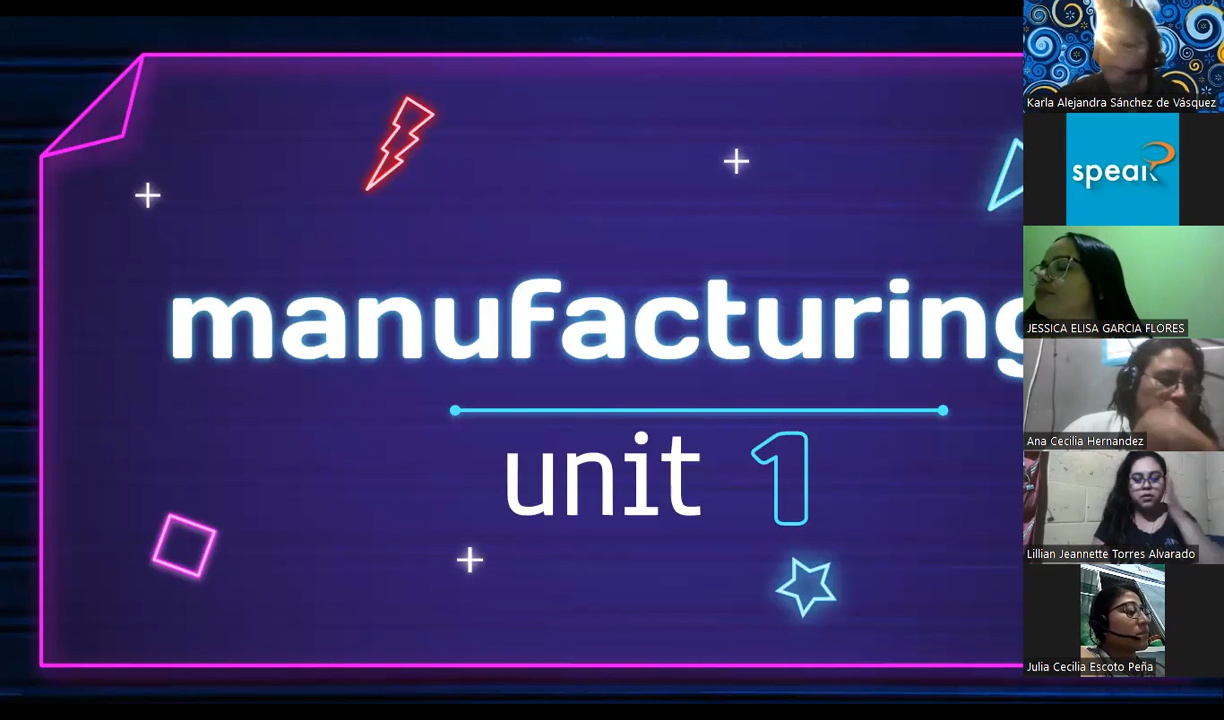 manufacturing
unit 1
Karla Alejandra Sánchez de Vásquez
speak
JESSICA ELISA GARCIA FLORES
Ana Cecilia Hernandez
Lillian Jeannette Torres Alvarado
Julia Cecilia Escoto Peña